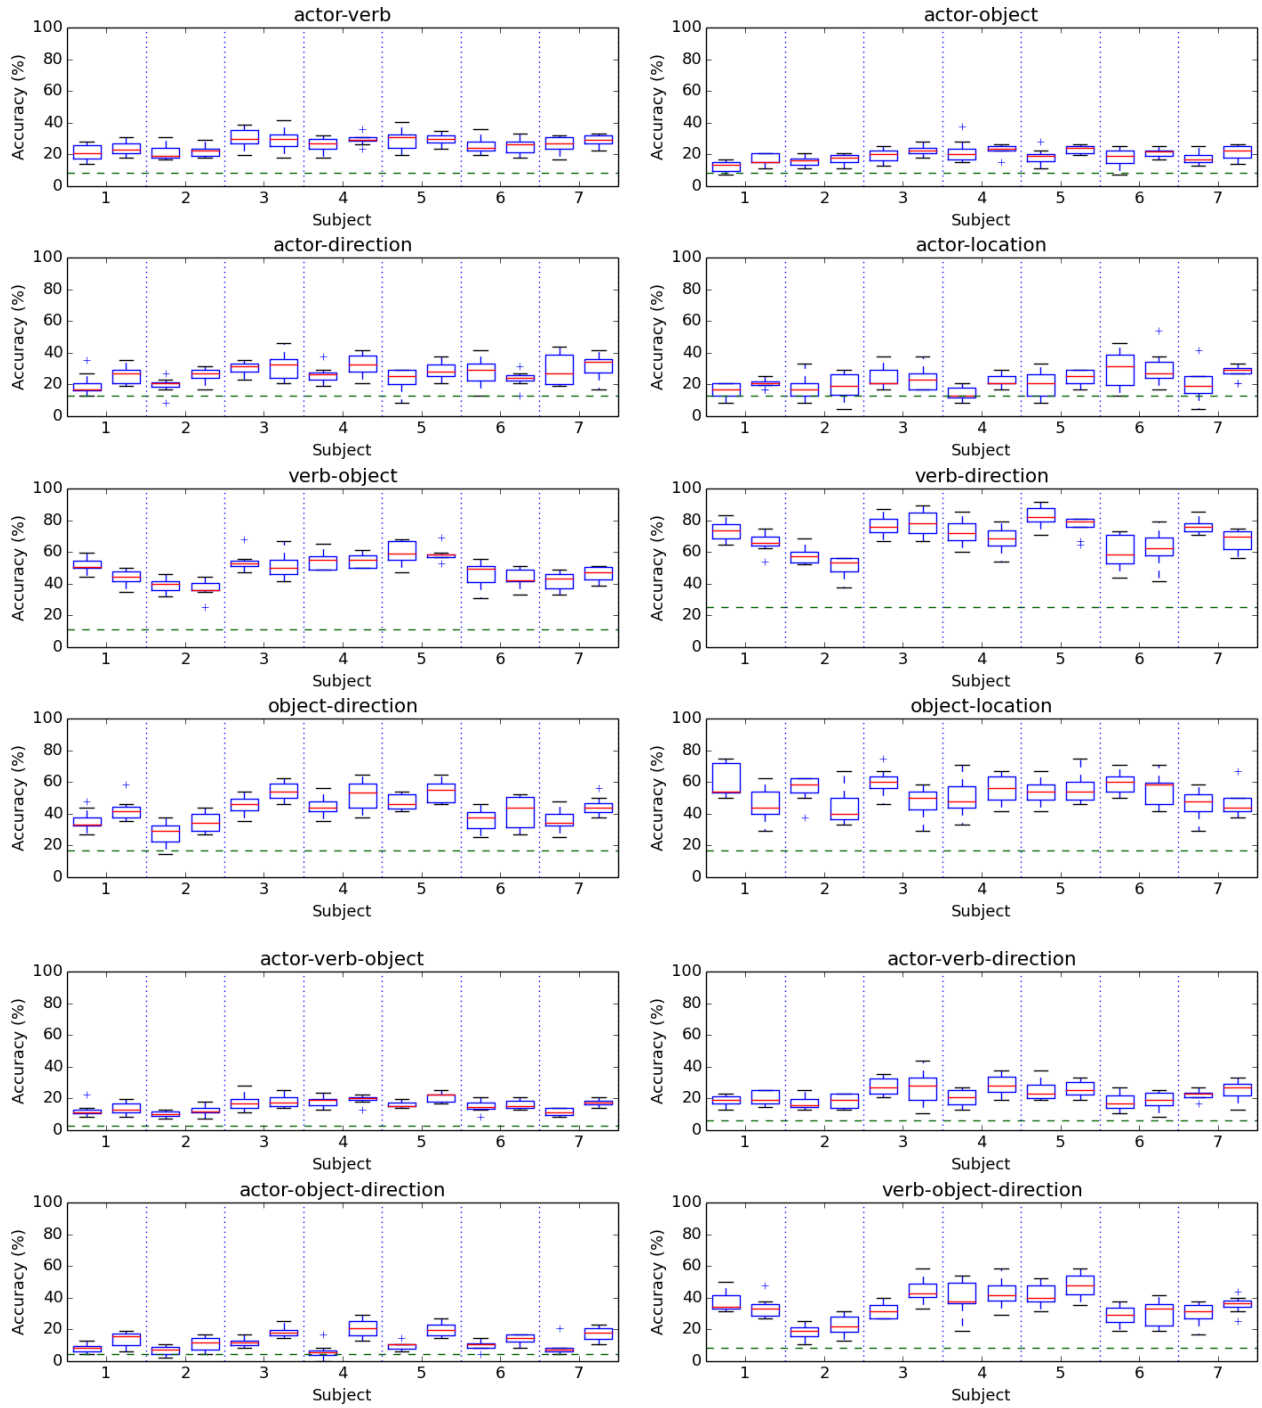 actor-verb
100
80
60
40
20
0
Accuracy (%)
1 2 3 4 5 6 7
Subject
actor-object
100
80
60
40
20
0
Accuracy (%)
1 2 3 4 5 6 7
Subject
actor-direction
100
80
60
40
20
0
Accuracy (%)
1 2 3 4 5 6 7
Subject
actor-location
100
80
60
40
20
0
Accuracy (%)
1 2 3 4 5 6 7
Subject
verb-object
100
80
60
40
20
0
Accuracy (%)
1 2 3 4 5 6 7
Subject
verb-direction
100
80
60
40
20
0
Accuracy (%)
1 2 3 4 5 6 7
Subject
object-direction
100
80
60
40
20
0
Accuracy (%)
1 2 3 4 5 6 7
Subject
object-location
100
80
60
40
20
0
Accuracy (%)
1 2 3 4 5 6 7
Subject
actor-verb-object
100
80
60
40
20
0
Accuracy (%)
1 2 3 4 5 6 7
Subject
actor-verb-direction
100
80
60
40
20
0
Accuracy (%)
1 2 3 4 5 6 7
Subject
actor-object-direction
100
80
60
40
20
0
Accuracy (%)
1 2 3 4 5 6 7
Subject
verb-object-direction
100
80
60
40
20
0
Accuracy (%)
1 2 3 4 5 6 7
Subject